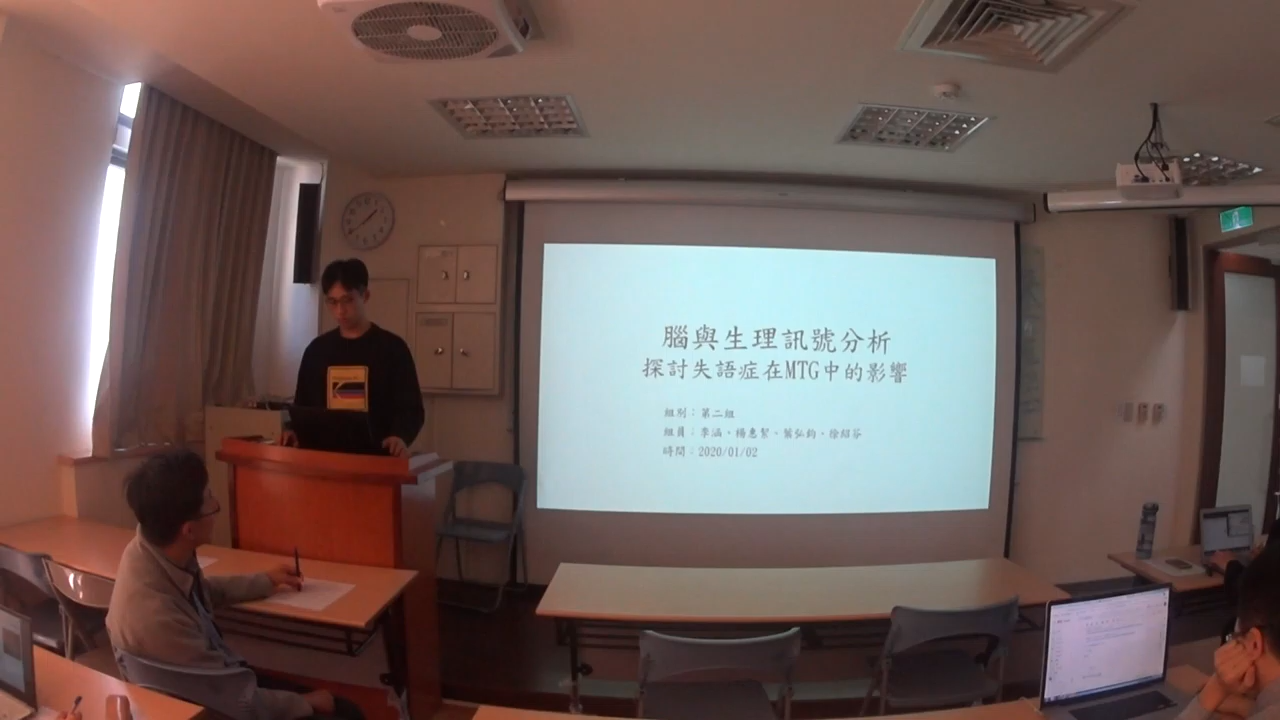 腦與生理訊號分析
探討失語症在MTG中的影響
組別：第二組
組員：李涵、楊惠絜、葉弘鈞、徐紹芬
時間：2020/01/02